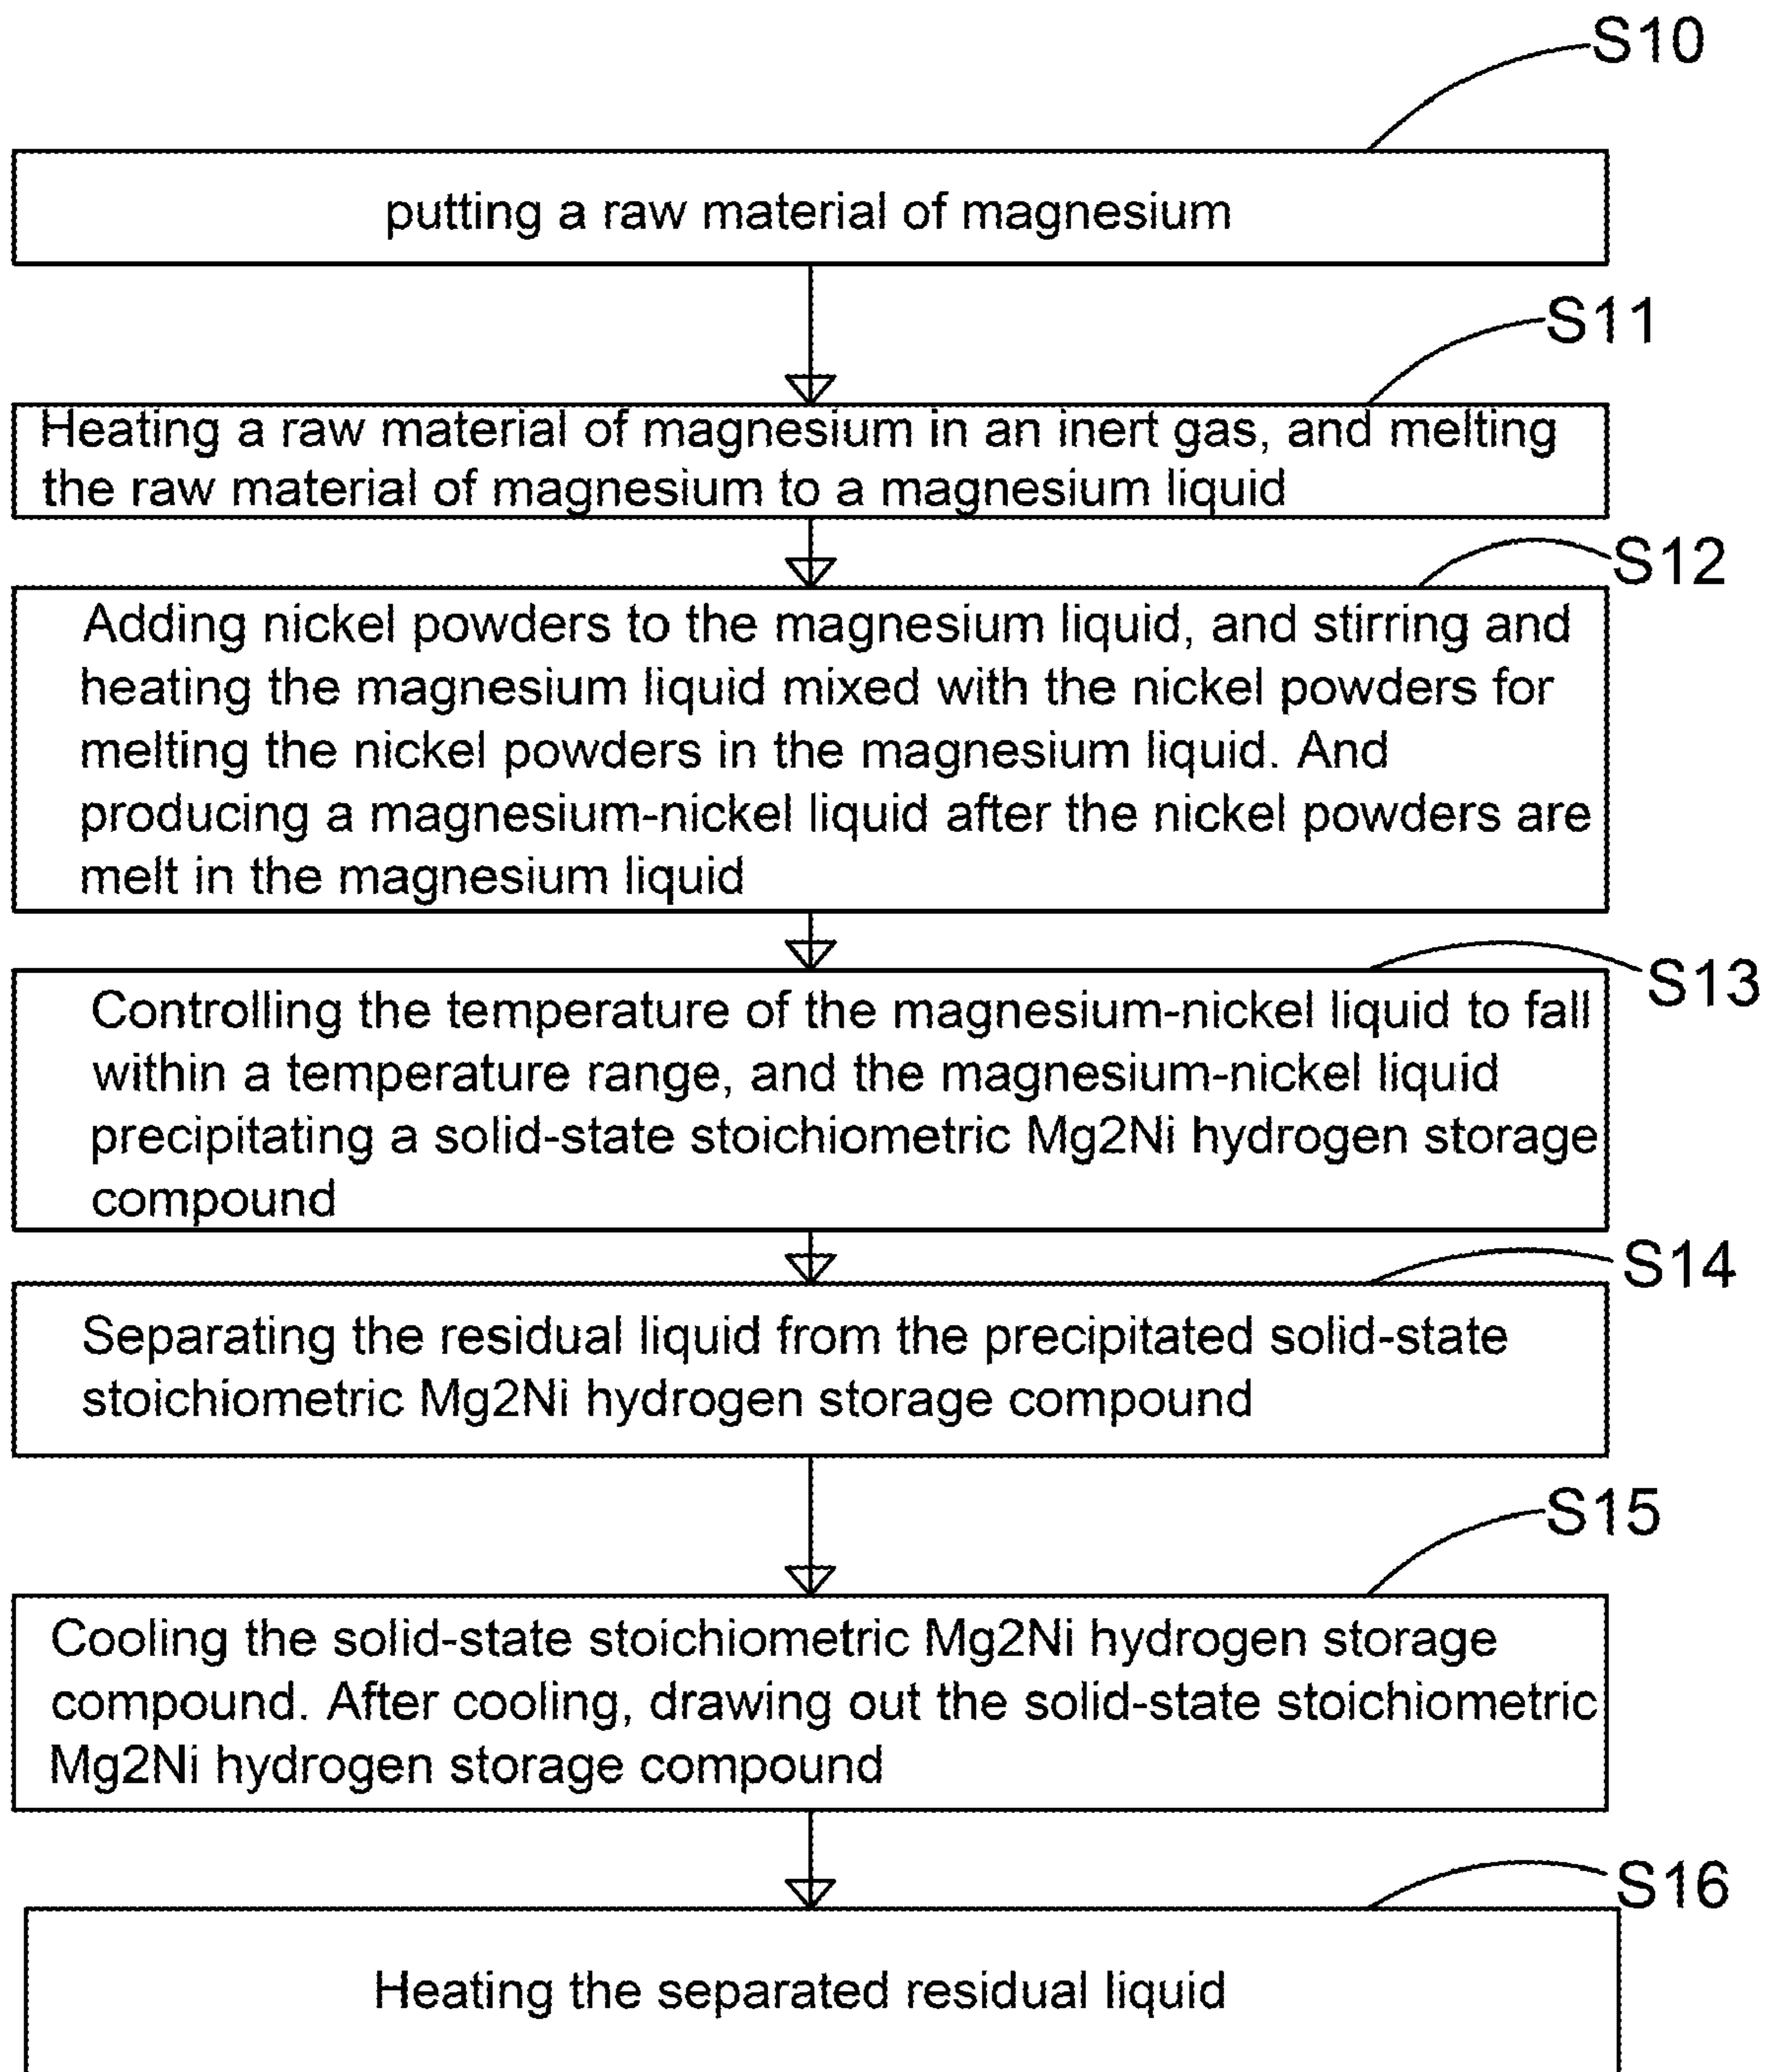 S10
putting a raw material of magnesium
S11
Heating a raw material of magnesium in an inert gas, and melting
the raw material of magnesium to a magnesium liquid
S12
Adding nickel powders to the magnesium liquid, and stirring and
heating the magnesium liquid mixed with the nickel powders for
melting the nickel powders in the magnesium liquid. And
producing a magnesium-nickel liquid after the nickel powders are
melt in the magnesium liquid
S13
Controlling the temperature of the magnesium-nickel liquid to fall
within a temperature range, and the magnesium-nickel liquid
precipitating a solid-state stoichiometric Mg2Ni hydrogen storage
compound
S14
Separating the residual liquid from the precipitated solid-state
stoichiometric Mg2Ni hydrogen storage compound
S15
Cooling the solid-state stoichiometric Mg2Ni hydrogen storage
compound. After cooling, drawing out the solid-state stoichiometric
Mg2Ni hydrogen storage compound
S16
Heating the separated residual liquid